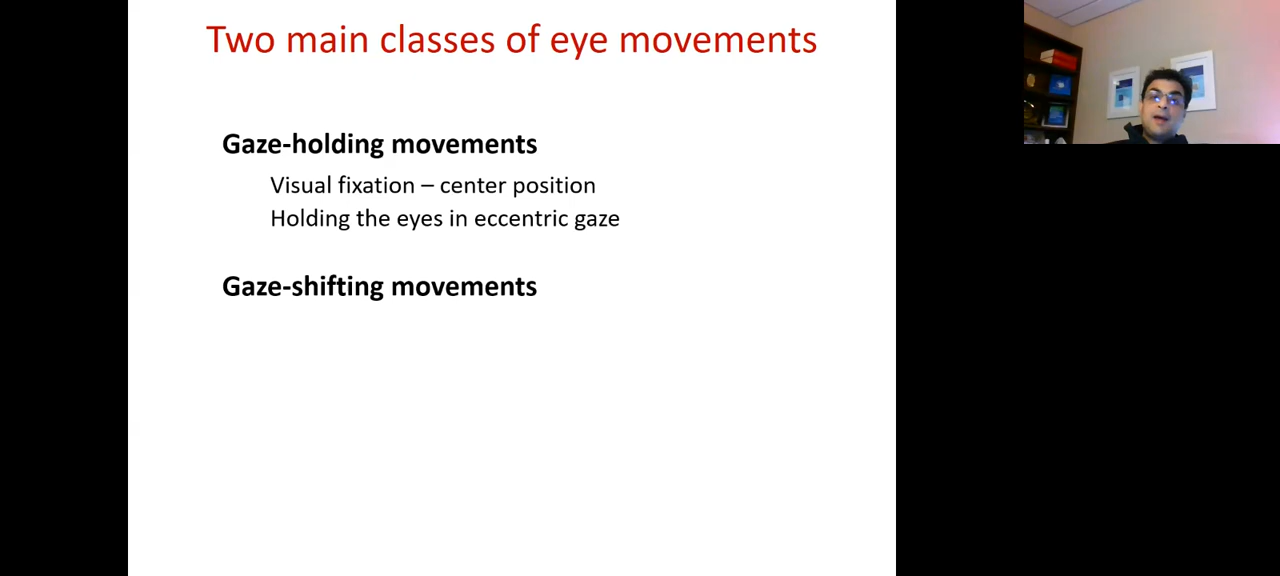 Two main classes of eye movements
Gaze-holding movements
Visual fixation – center position
Holding the eyes in eccentric gaze
Gaze-shifting movements